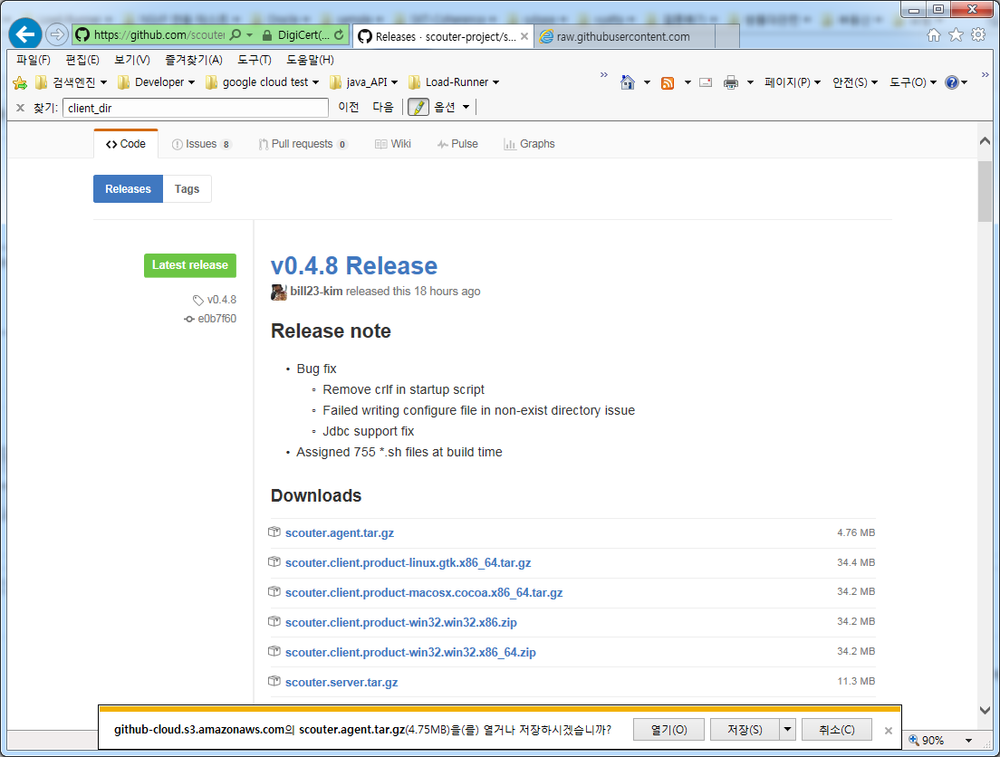 https://github.com/scouter
DigiCert(...
Releases · scouter-project/s...
raw.githubusercontent.com
파일(F) 편집(E) 보기(V) 즐겨찾기(A) 도구(T) 도움말(H)
검색엔진 Developer google cloud test java_API Load-Runner
페이지(P) 안전(S) 도구(O)
찾기: client_dir 이전 다음 옵션
Code Issues 8 Pull requests 0 Wiki Pulse Graphs
Releases Tags
Latest release
v0.4.8
e0b7f60
v0.4.8 Release
bill23-kim released this 18 hours ago
Release note
• Bug fix
◦ Remove crlf in startup script
◦ Failed writing configure file in non-exist directory issue
◦ Jdbc support fix
• Assigned 755 *.sh files at build time
Downloads
scouter.agent.tar.gz 4.76 MB
scouter.client.product-linux.gtk.x86_64.tar.gz 34.4 MB
scouter.client.product-macosx.cocoa.x86_64.tar.gz 34.2 MB
scouter.client.product-win32.win32.x86.zip 34.2 MB
scouter.client.product-win32.win32.x86_64.zip 34.2 MB
scouter.server.tar.gz 11.3 MB
github-cloud.s3.amazonaws.com의 scouter.agent.tar.gz(4.75MB)을(를) 열거나 저장하시겠습니까? 열기(O) 저장(S) 취소(C)
90%